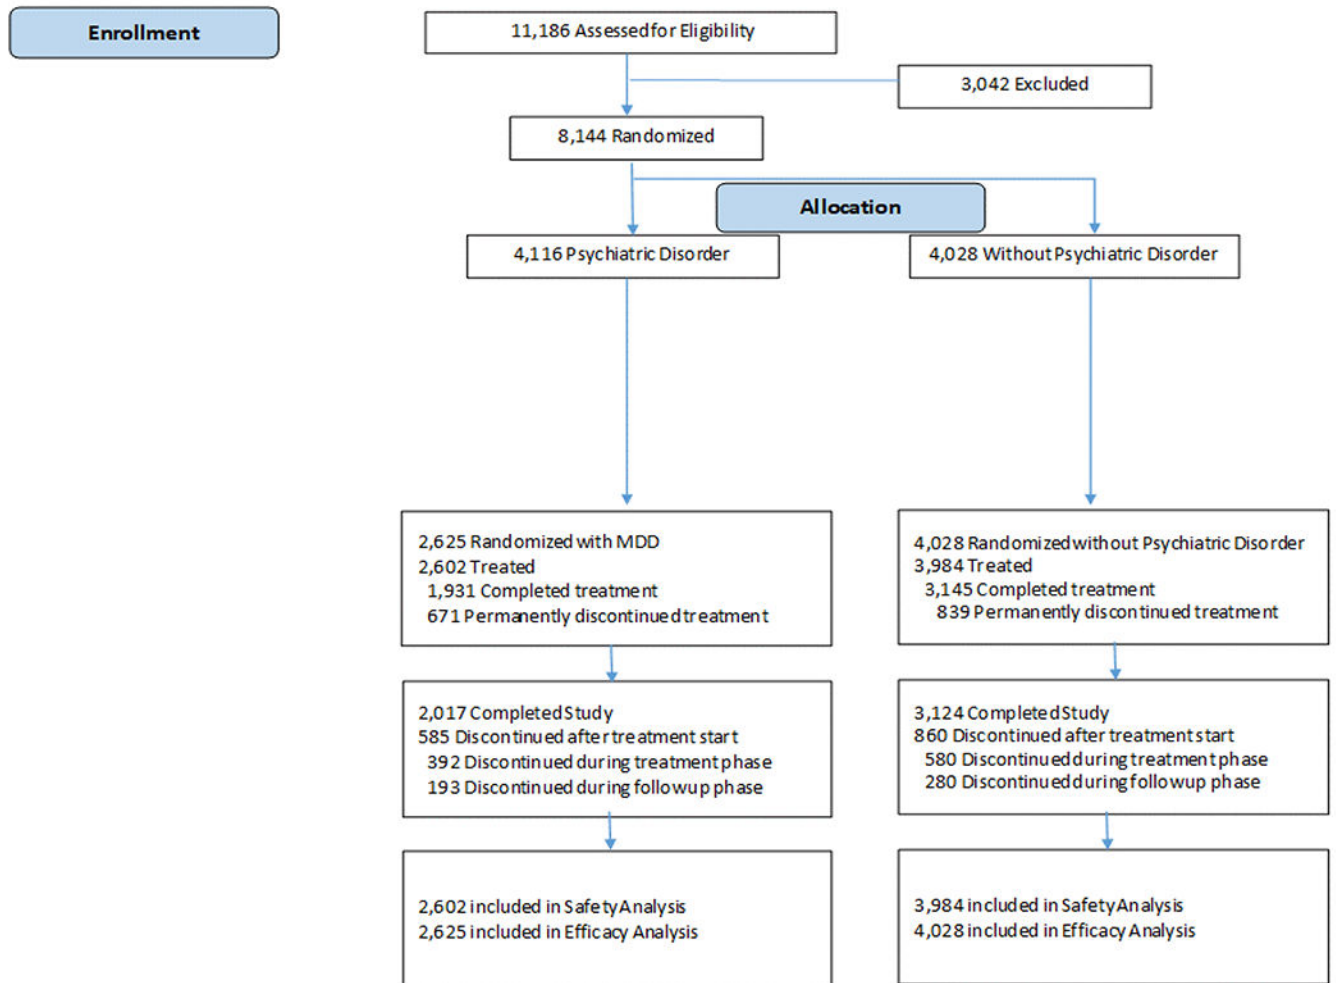 Enrollment
11,186 Assessed for Eligibility
3,042 Excluded
8,144 Randomized
Allocation
4,116 Psychiatric Disorder
4,028 Without Psychiatric Disorder
2,625 Randomized with MDD
2,602 Treated
1,931 Completed treatment
671 Permanently discontinued treatment
4,028 Randomized without Psychiatric Disorder
3,984 Treated
3,145 Completed treatment
839 Permanently discontinued treatment
2,017 Completed Study
585 Discontinued after treatment start
392 Discontinued during treatment phase
193 Discontinued during followup phase
3,124 Completed Study
860 Discontinued after treatment start
580 Discontinued during treatment phase
280 Discontinued during followup phase
2,602 included in Safety Analysis
2,625 included in Efficacy Analysis
3,984 included in Safety Analysis
4,028 included in Efficacy Analysis